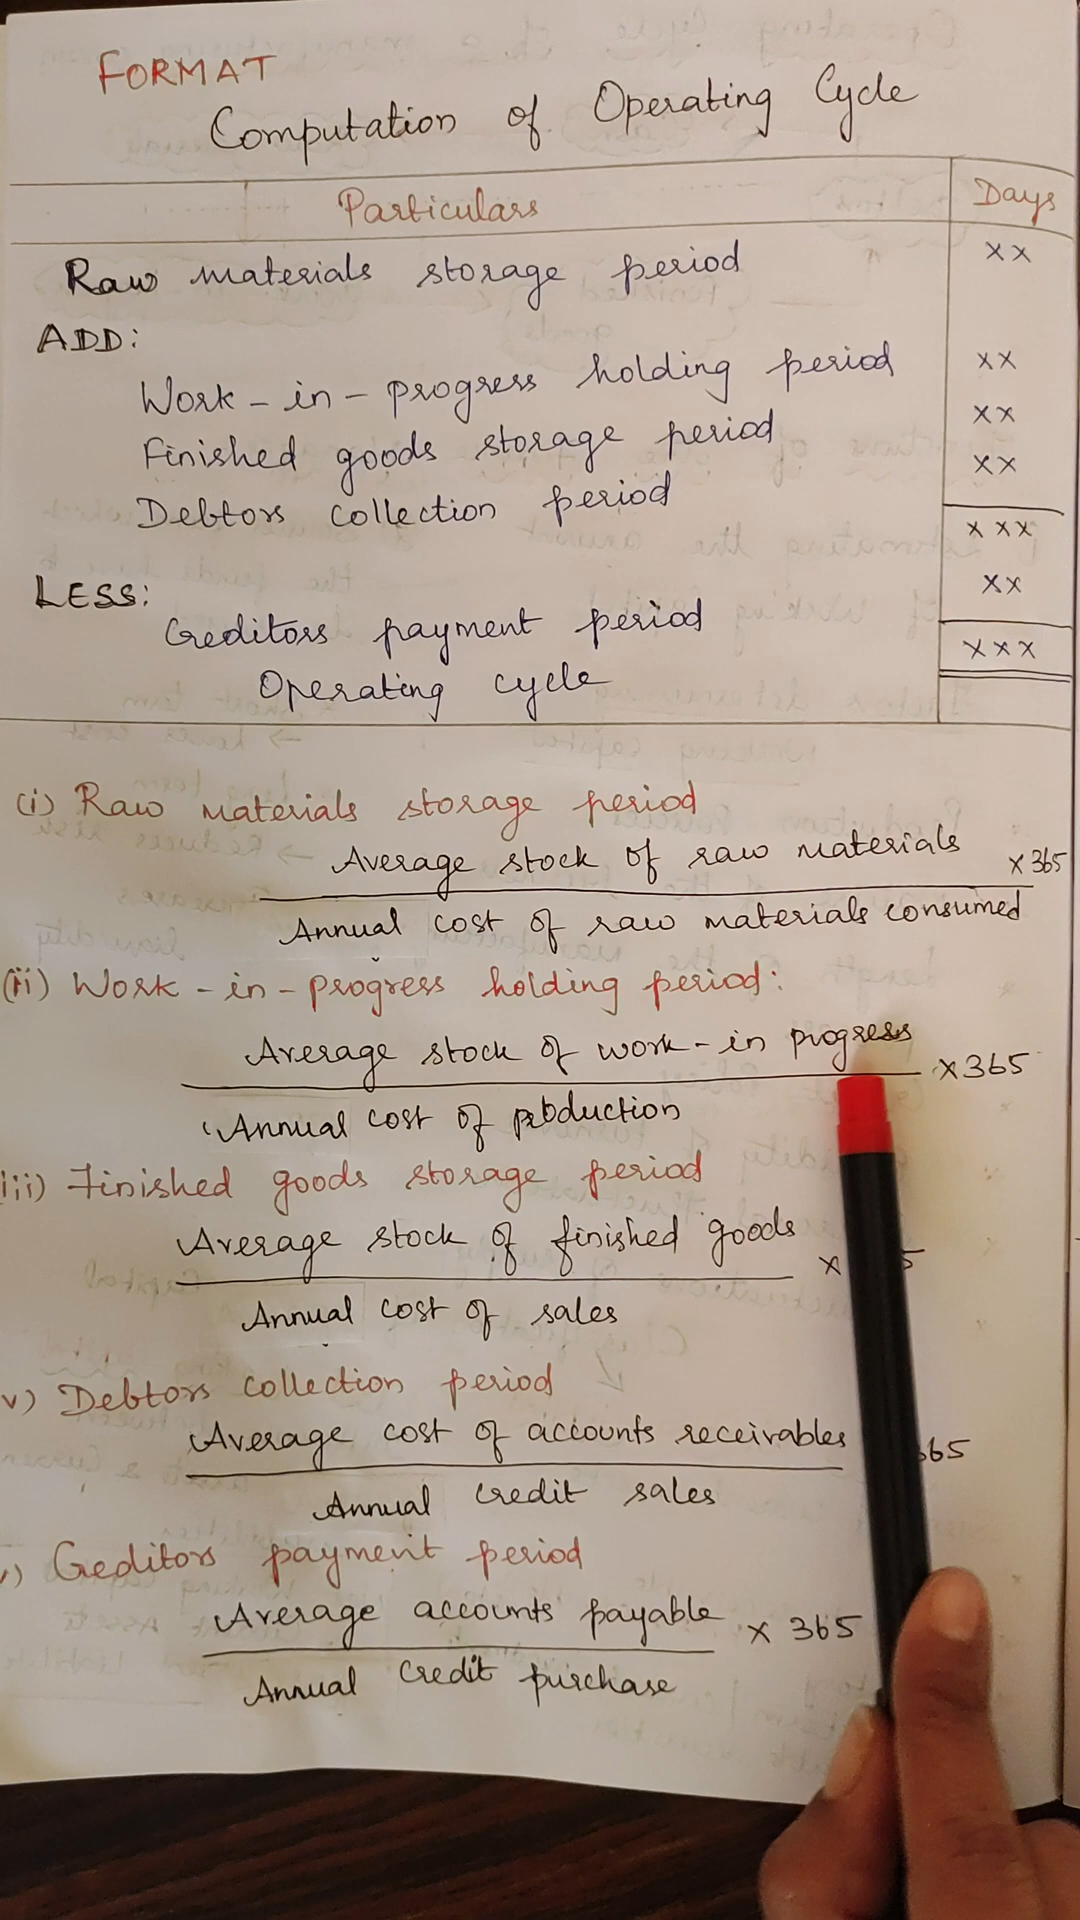 FORMAT
Computation of Operating Cycle
Particulars Days
Raw materials storage period xx
ADD:
Work-in-progress holding period xx
Finished goods storage period xx
Debtors collection period xx
xxx
LESS:
Creditors payment period xx
Operating cycle xxx
(i) Raw materials storage period
Average stock of raw materials x 365
Annual cost of raw materials consumed
(ii) Work-in-progress holding period:
Average stock of work-in progress x 365
Annual cost of production
iii) Finished goods storage period
Average stock of finished goods x 5
Annual cost of sales
v) Debtors collection period
Average cost of accounts receivables 365
Annual credit sales
) Creditors payment period
Average accounts payable x 365
Annual credit purchase